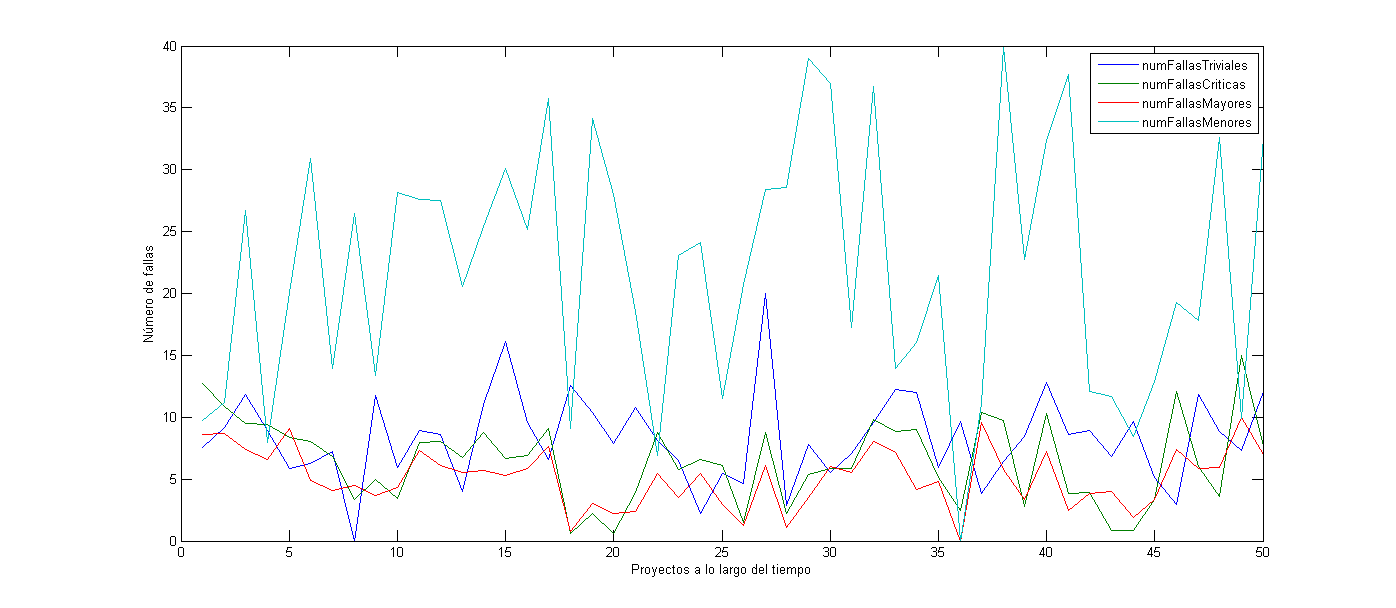 40
35
30
25
20
15
10
5
0
Número de fallas
0 5 10 15 20 25 30 35 40 45 50
Proyectos a lo largo del tiempo
numFallasTriviales
numFallasCriticas
numFallasMayores
numFallasMenores